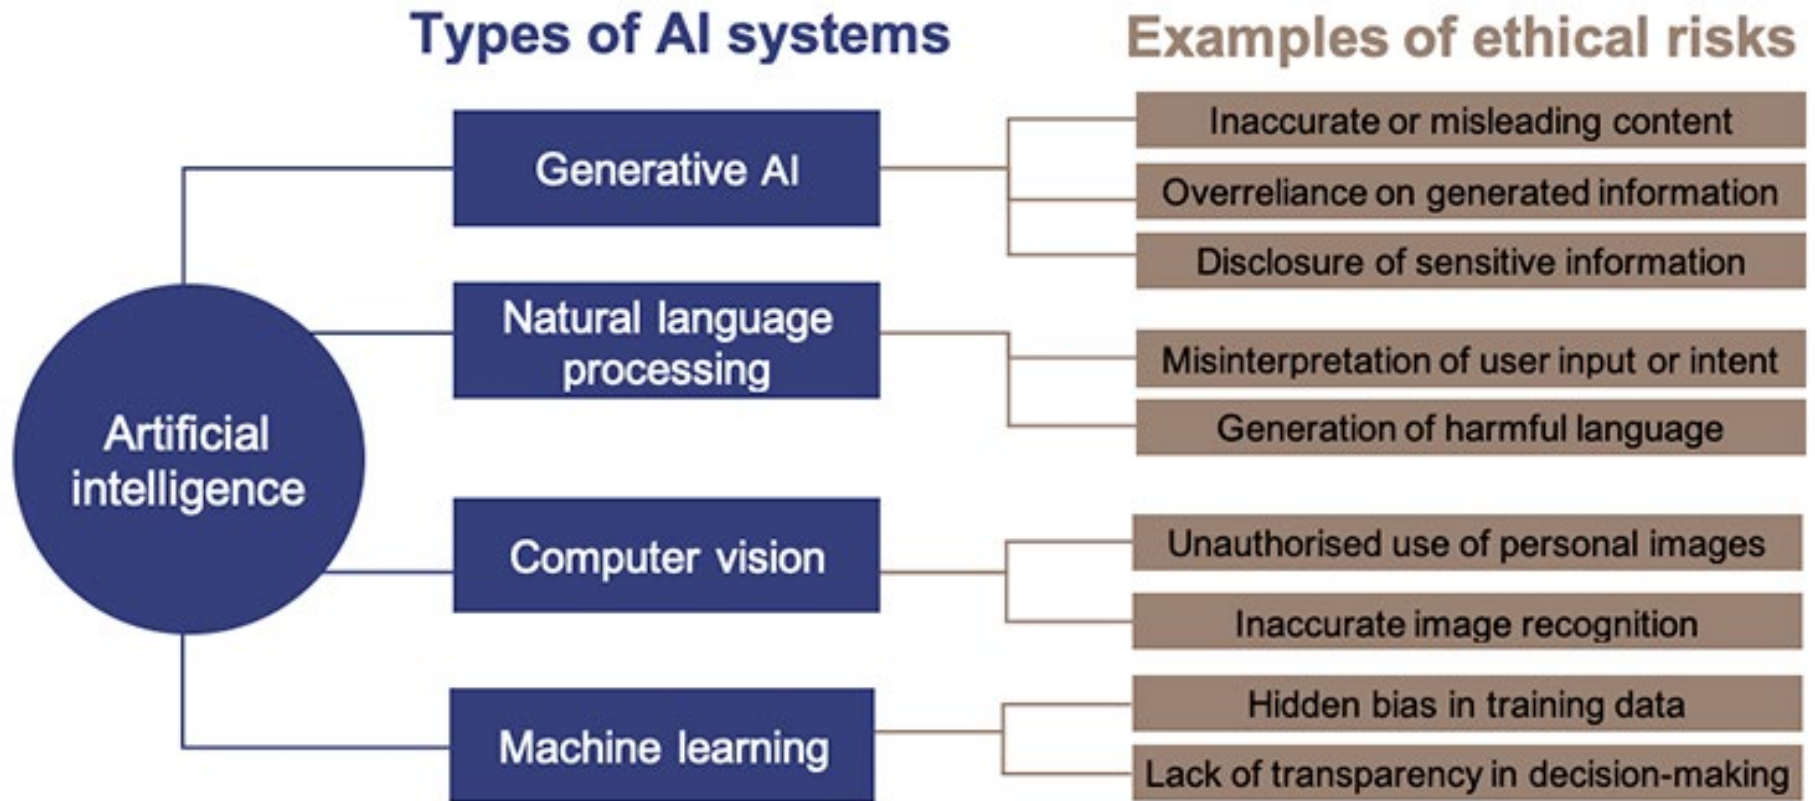 Types of AI systems
Examples of ethical risks
Artificial
intelligence
Generative AI
Inaccurate or misleading content
Overreliance on generated information
Disclosure of sensitive information
Natural language
processing
Misinterpretation of user input or intent
Generation of harmful language
Computer vision
Unauthorised use of personal images
Inaccurate image recognition
Machine learning
Hidden bias in training data
Lack of transparency in decision-making